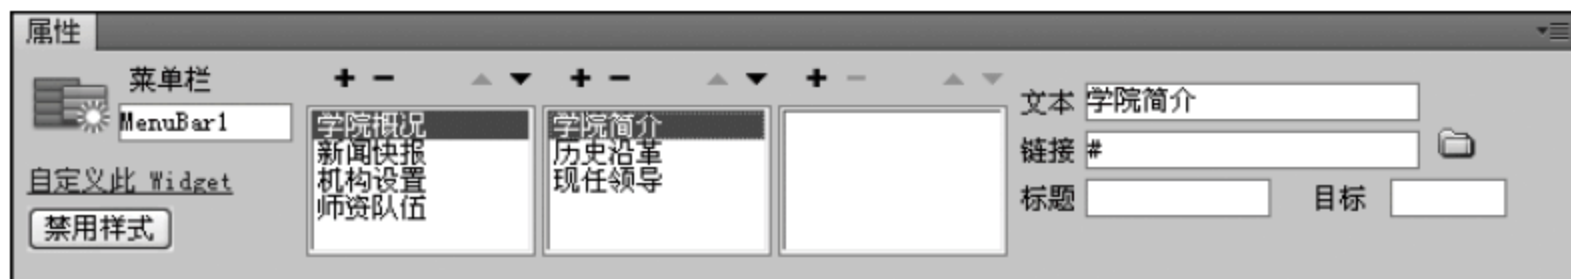 属性
菜单栏
MenuBar1
自定义此 Widget
禁用样式
学院概况
新闻快报
机构设置
师资队伍
学院简介
历史沿革
现任领导
文本 学院简介
链接 #
标题 目标